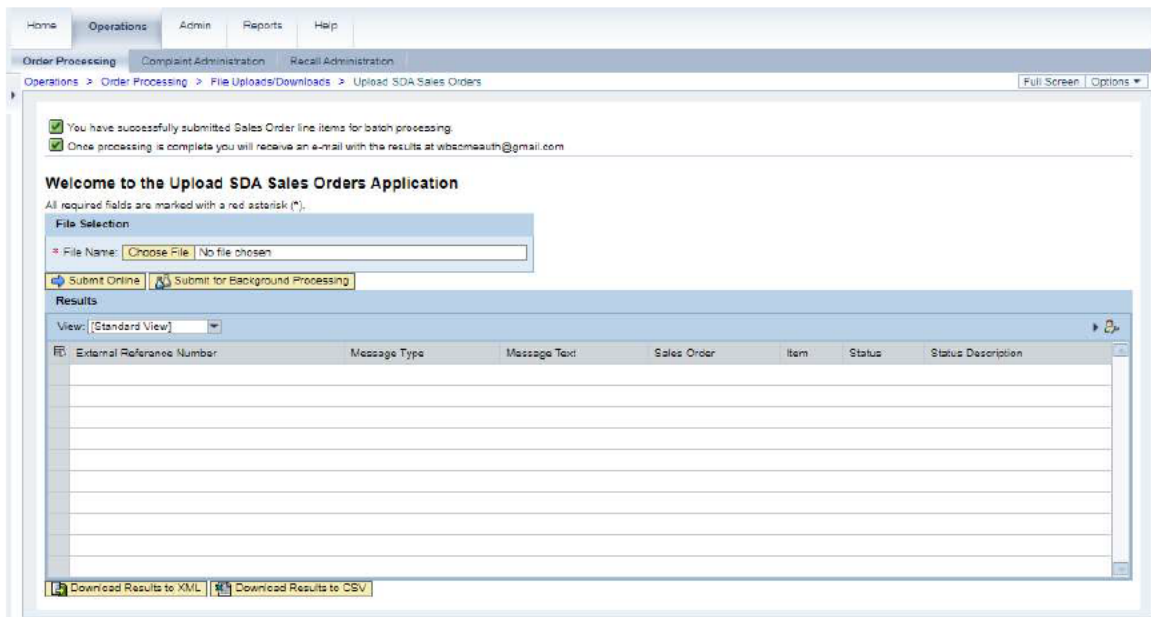 Home Operations Admin Reports Help
Order Processing Complaint Administration Recall Administration
Operations > Order Processing > File Uploads/Downloads > Upload SDA Sales Orders Full Screen Options
You have successfully submitted Sales Order line items for batch processing.
Once processing is complete you will receive an e-mail with the results at wbscmeauth@gmail.com
Welcome to the Upload SDA Sales Orders Application
All required fields are marked with a red asterisk (*).
File Selection
* File Name: Choose File No file chosen
Submit Online Submit for Background Processing
Results
View: [Standard View]
External Reference Number Message Type Message Text Sales Order Item Status Status Description
Download Results to XML Download Results to CSV